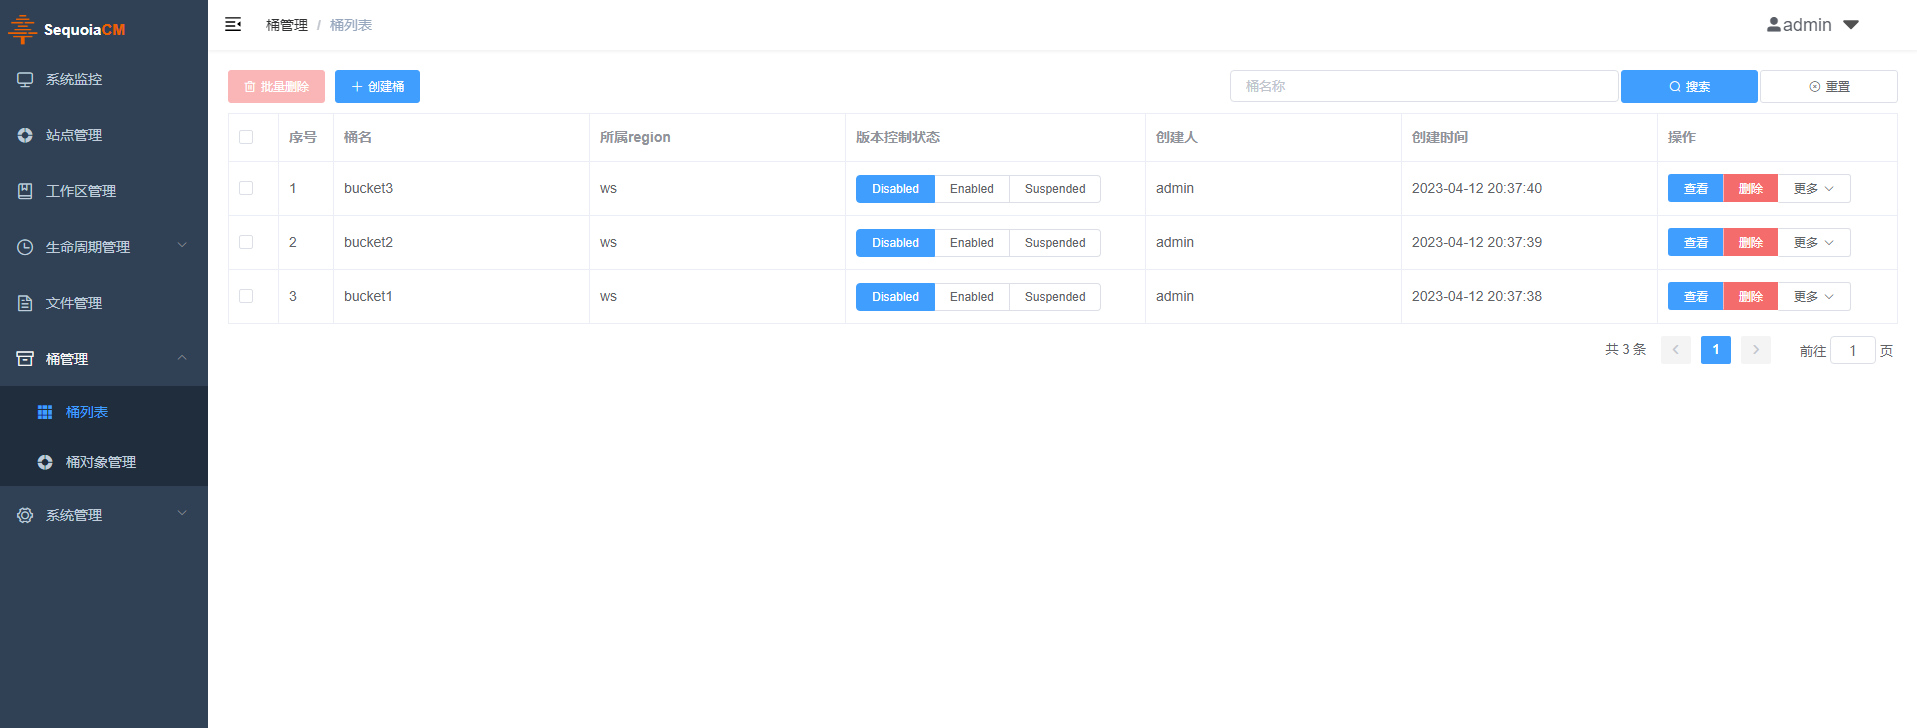 SequoiaCM
系统监控
站点管理
工作区管理
生命周期管理
文件管理
桶管理
桶列表
桶对象管理
系统管理
桶管理 / 桶列表
admin
批量删除 创建桶 桶名称 搜索 重置
序号 桶名 所属region 版本控制状态 创建人 创建时间 操作
1 bucket3 ws Disabled Enabled Suspended admin 2023-04-12 20:37:40 查看 删除 更多
2 bucket2 ws Disabled Enabled Suspended admin 2023-04-12 20:37:39 查看 删除 更多
3 bucket1 ws Disabled Enabled Suspended admin 2023-04-12 20:37:38 查看 删除 更多
共 3 条 1 前往 1 页